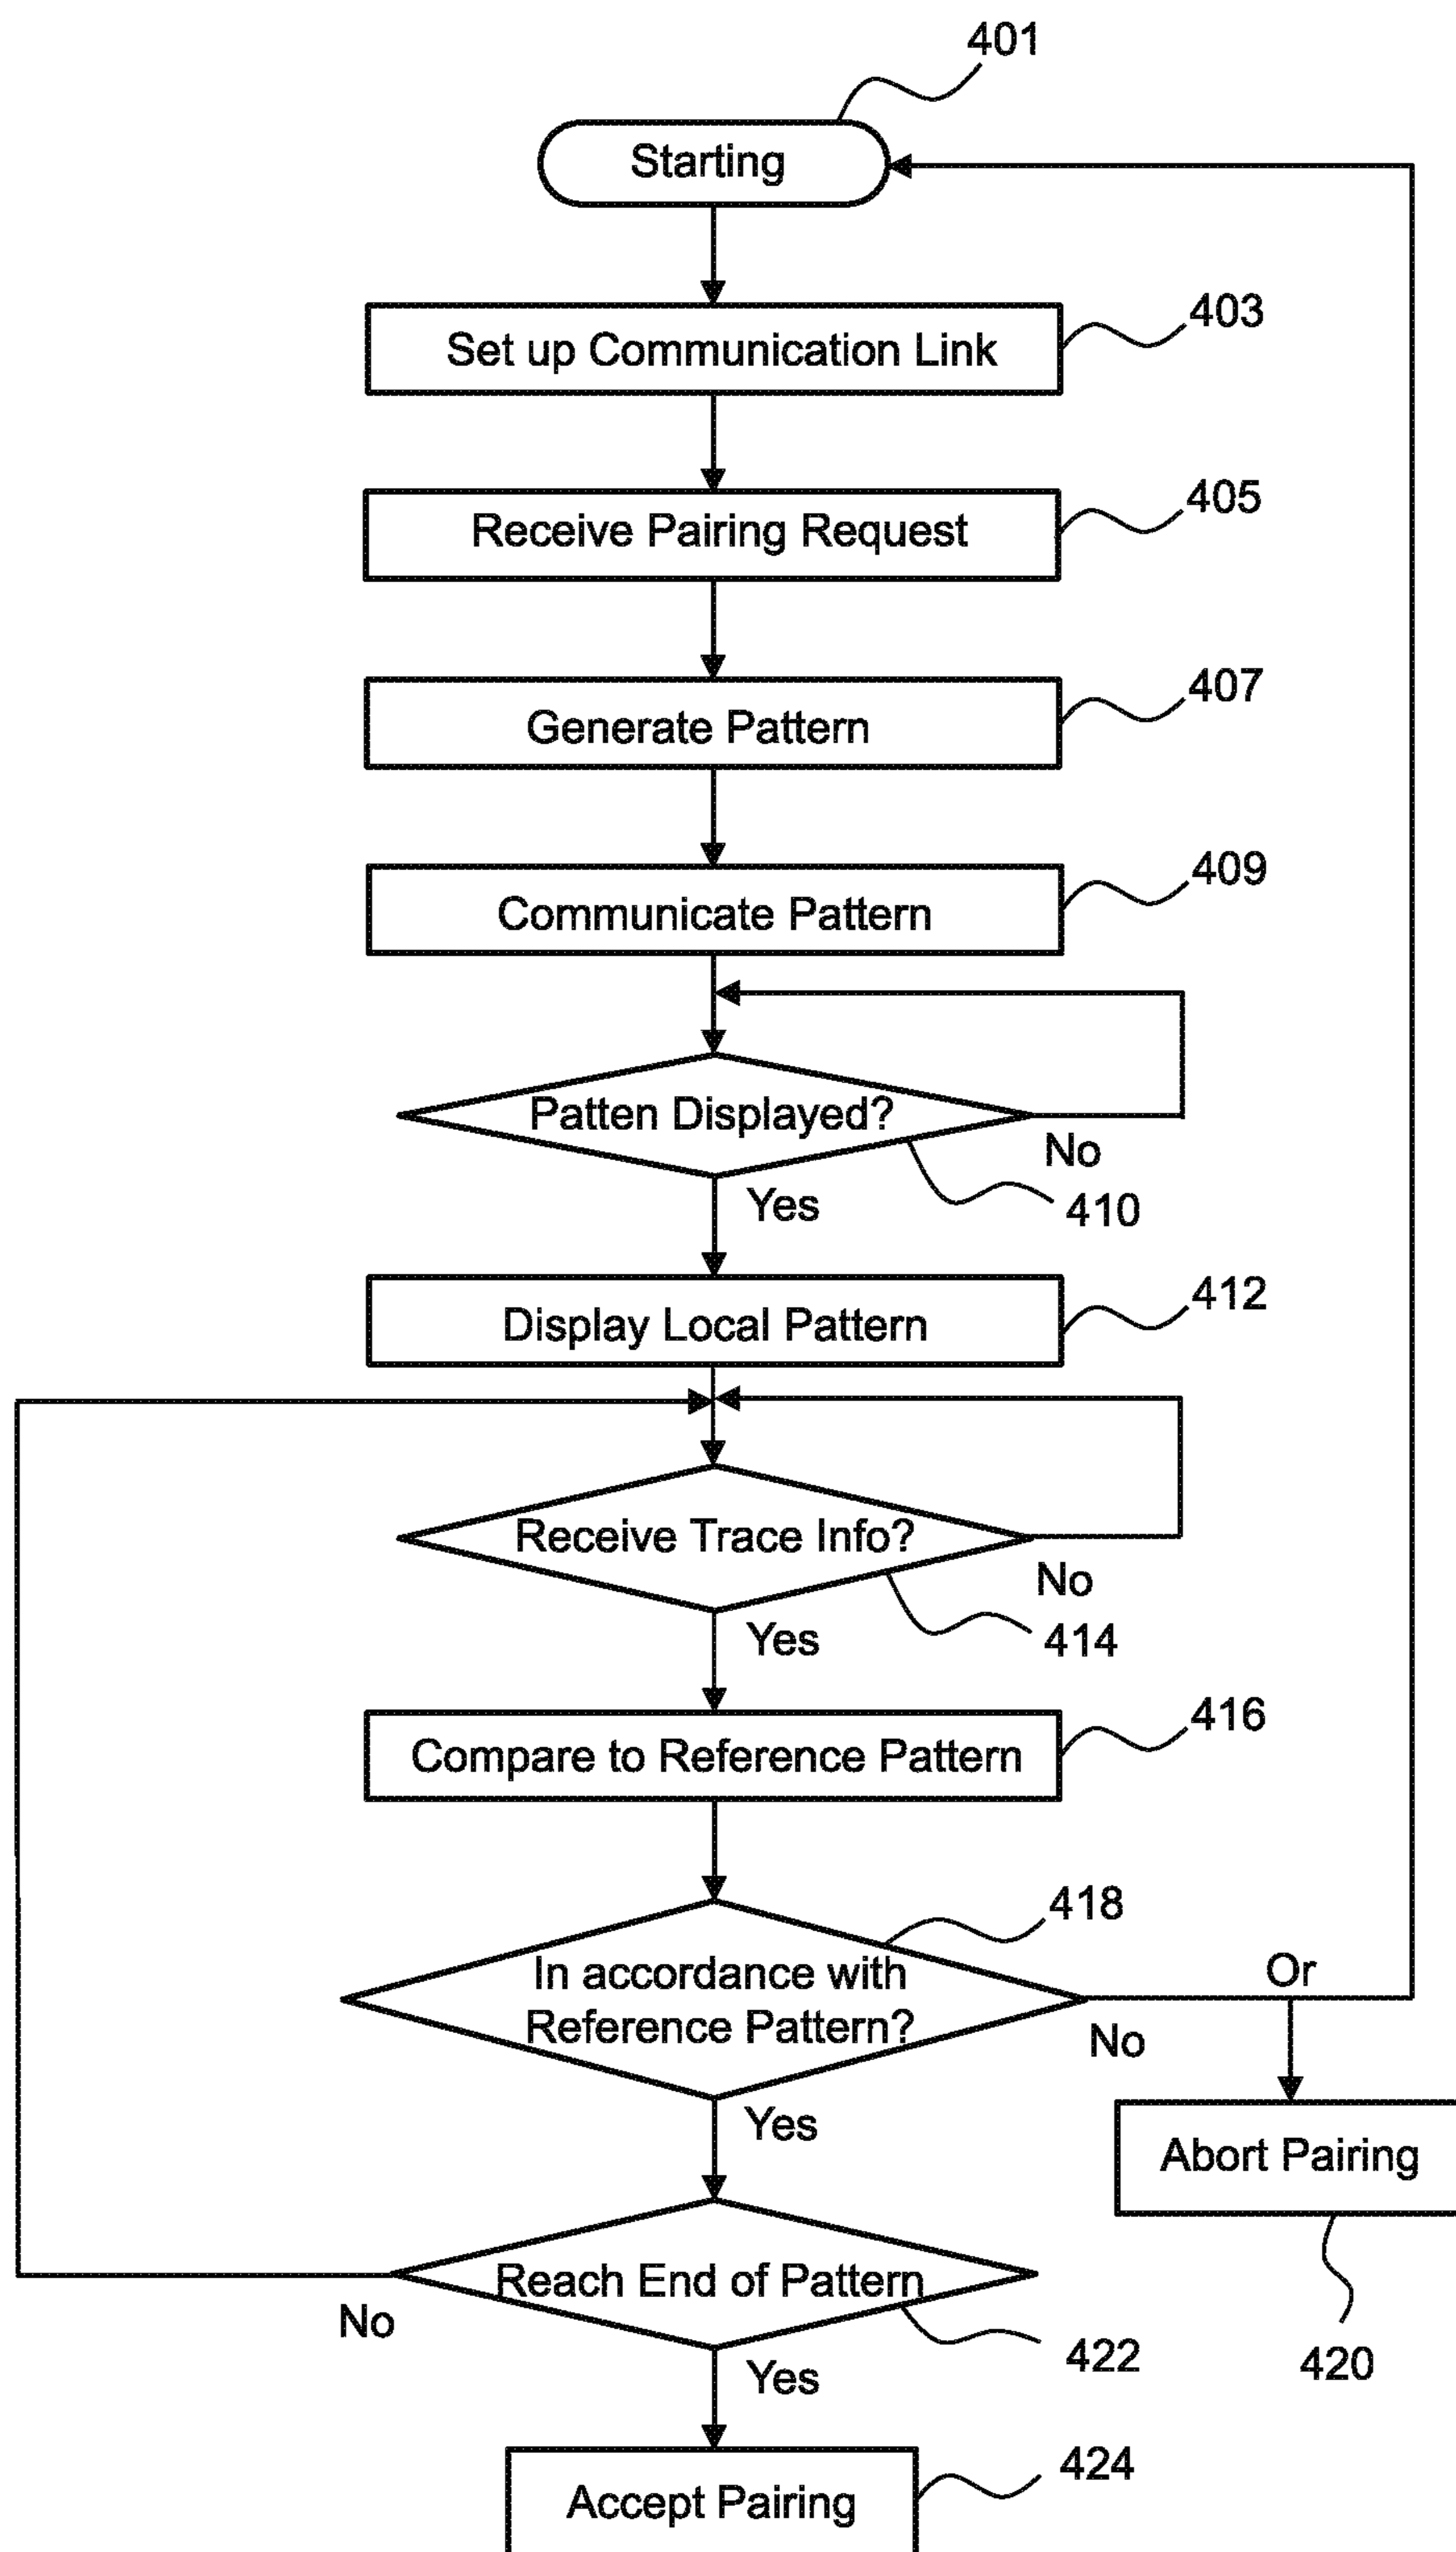 401
Starting
403
Set up Communication Link
405
Receive Pairing Request
407
Generate Pattern
409
Communicate Pattern
Patten Displayed?
No
Yes
410
412
Display Local Pattern
Receive Trace Info?
No
Yes
414
416
Compare to Reference Pattern
418
In accordance with
Reference Pattern?
Or
No
Yes
Abort Pairing
Reach End of Pattern
No
422
420
Yes
424
Accept Pairing